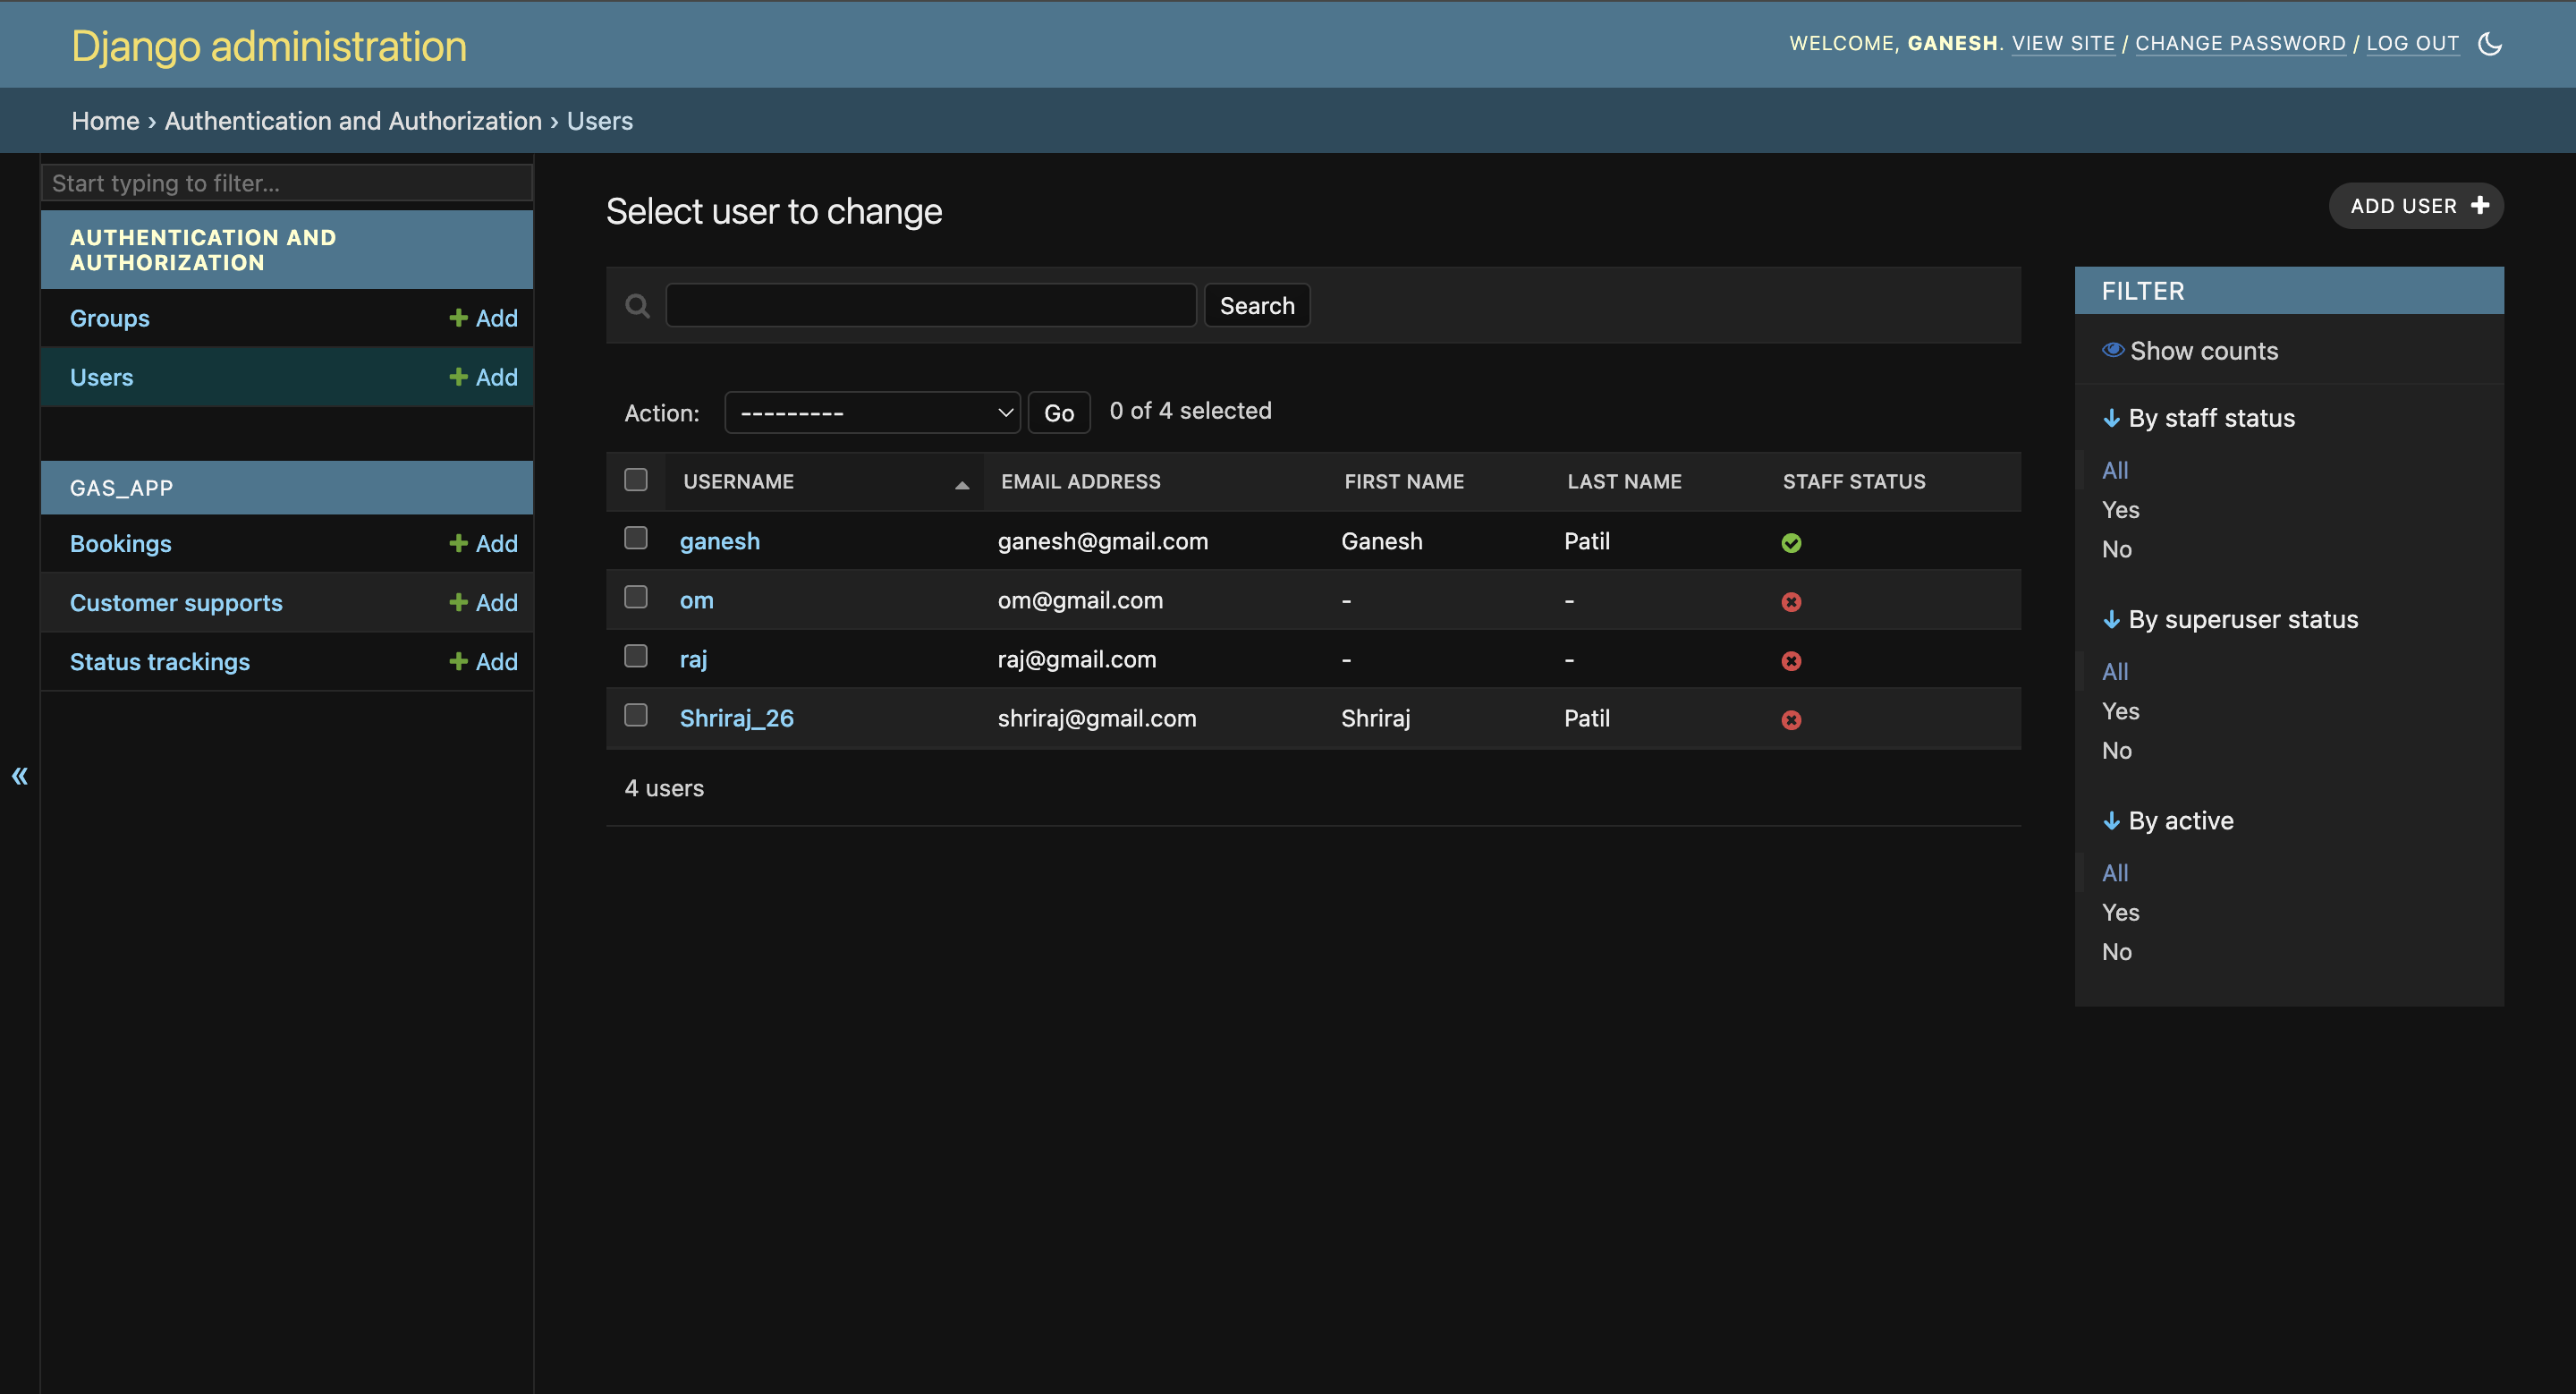 Django administration
WELCOME, GANESH. VIEW SITE / CHANGE PASSWORD / LOG OUT
Home › Authentication and Authorization › Users
Start typing to filter...
AUTHENTICATION AND
AUTHORIZATION
Groups + Add
Users + Add
GAS_APP
Bookings + Add
Customer supports + Add
Status trackings + Add
«
Select user to change
ADD USER +
Search
Action: --------- Go 0 of 4 selected
USERNAME EMAIL ADDRESS FIRST NAME LAST NAME STAFF STATUS
ganesh ganesh@gmail.com Ganesh Patil
om om@gmail.com - -
raj raj@gmail.com - -
Shriraj_26 shriraj@gmail.com Shriraj Patil
4 users
FILTER
Show counts
↓ By staff status
All
Yes
No
↓ By superuser status
All
Yes
No
↓ By active
All
Yes
No